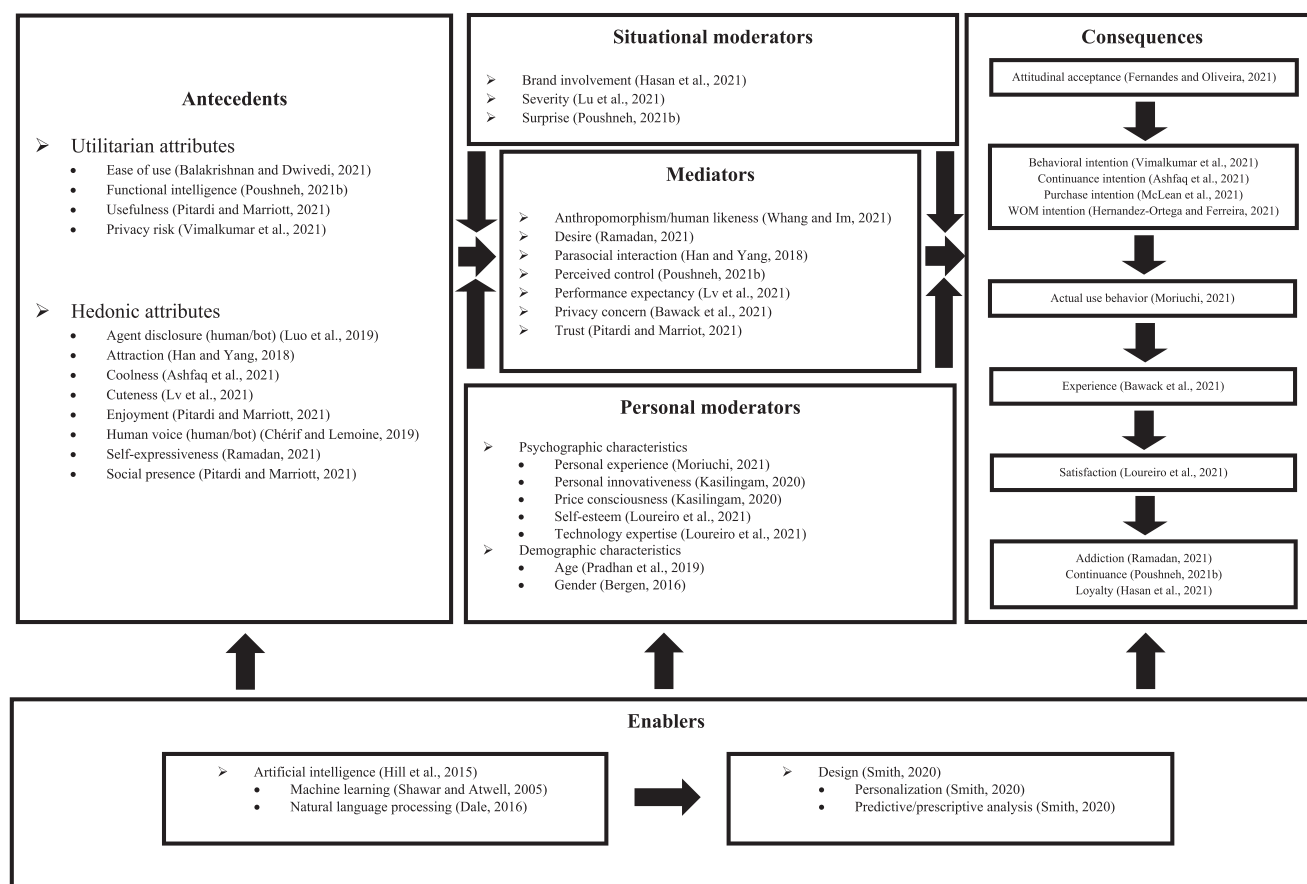 Antecedents
Utilitarian attributes
Ease of use (Balakrishnan and Dwivedi, 2021)
Functional intelligence (Poushneh, 2021b)
Usefulness (Pitardi and Marriott, 2021)
Privacy risk (Vimalkumar et al., 2021)
Hedonic attributes
Agent disclosure (human/bot) (Luo et al., 2019)
Attraction (Han and Yang, 2018)
Coolness (Ashfaq et al., 2021)
Cuteness (Lv et al., 2021)
Enjoyment (Pitardi and Marriott, 2021)
Human voice (human/bot) (Chérif and Lemoine, 2019)
Self-expressiveness (Ramadan, 2021)
Social presence (Pitardi and Marriott, 2021)
Situational moderators
Brand involvement (Hasan et al., 2021)
Severity (Lu et al., 2021)
Surprise (Poushneh, 2021b)
Mediators
Anthropomorphism/human likeness (Whang and Im, 2021)
Desire (Ramadan, 2021)
Parasocial interaction (Han and Yang, 2018)
Perceived control (Poushneh, 2021b)
Performance expectancy (Lv et al., 2021)
Privacy concern (Bawack et al., 2021)
Trust (Pitardi and Marriot, 2021)
Personal moderators
Psychographic characteristics
Personal experience (Moriuchi, 2021)
Personal innovativeness (Kasilingam, 2020)
Price consciousness (Kasilingam, 2020)
Self-esteem (Loureiro et al., 2021)
Technology expertise (Loureiro et al., 2021)
Demographic characteristics
Age (Pradhan et al., 2019)
Gender (Bergen, 2016)
Consequences
Attitudinal acceptance (Fernandes and Oliveira, 2021)
Behavioral intention (Vimalkumar et al., 2021)
Continuance intention (Ashfaq et al., 2021)
Purchase intention (McLean et al., 2021)
WOM intention (Hernandez-Ortega and Ferreira, 2021)
Actual use behavior (Moriuchi, 2021)
Experience (Bawack et al., 2021)
Satisfaction (Loureiro et al., 2021)
Addiction (Ramadan, 2021)
Continuance (Poushneh, 2021b)
Loyalty (Hasan et al., 2021)
Enablers
Artificial intelligence (Hill et al., 2015)
Machine learning (Shawar and Atwell, 2005)
Natural language processing (Dale, 2016)
Design (Smith, 2020)
Personalization (Smith, 2020)
Predictive/prescriptive analysis (Smith, 2020)